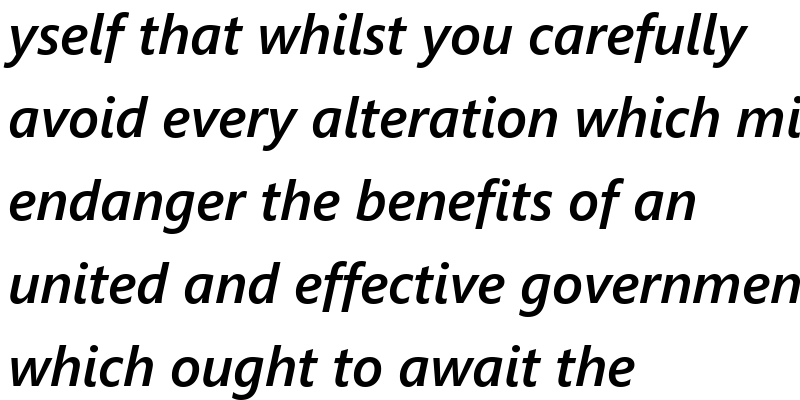 yself that whilst you carefully
avoid every alteration which mi
endanger the benefits of an
united and effective governmen
which ought to await the